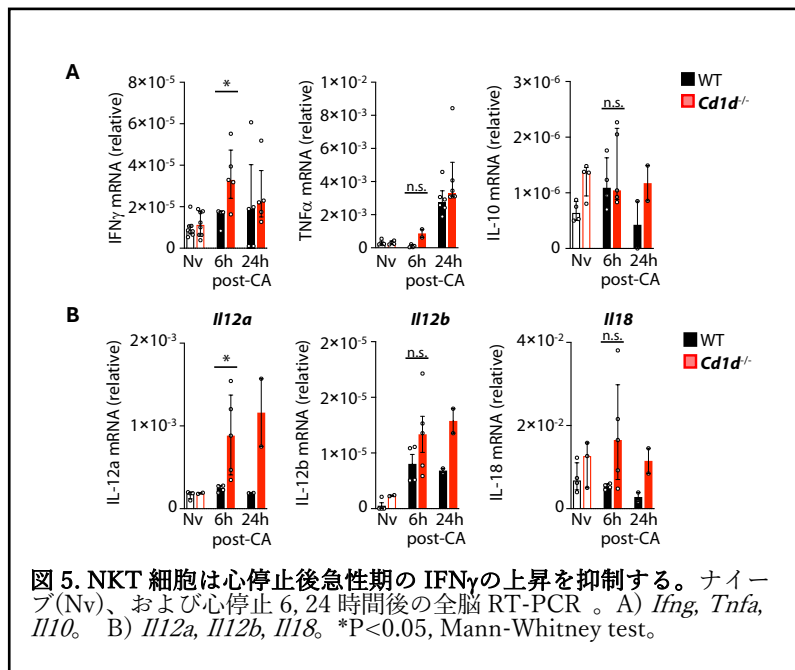 A
IFNγ mRNA (relative)
8×10-5
6×10-5
4×10-5
2×10-5
0
*
Nv 6h 24h
post-CA
TNFα mRNA (relative)
1×10-2
8×10-3
6×10-3
4×10-3
2×10-3
0
n.s.
Nv 6h 24h
post-CA
IL-10 mRNA (relative)
3×10-6
2×10-6
1×10-6
0
n.s.
Nv 6h 24h
post-CA
WT
Cd1d-/-
B
Il12a
IL-12a mRNA (relative)
2×10-3
1×10-3
0
*
Nv 6h 24h
post-CA
Il12b
IL-12b mRNA (relative)
2×10-5
2×10-5
1×10-5
0
n.s.
Nv 6h 24h
post-CA
Il18
IL-18 mRNA (relative)
4×10-2
2×10-2
0
n.s.
Nv 6h 24h
post-CA
WT
Cd1d-/-
図 5. NKT 細胞は心停止後急性期の IFNγの上昇を抑制する。ナイー
ブ(Nv)、および心停止 6, 24 時間後の全脳 RT-PCR 。A) Ifng, Tnfa,
Il10。 B) Il12a, Il12b, Il18。*P<0.05, Mann-Whitney test。